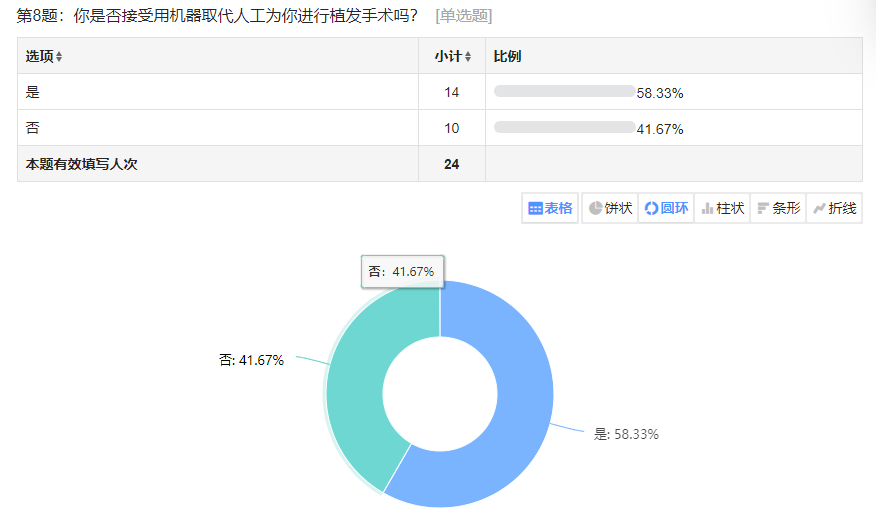 第8题：你是否接受用机器取代人工为你进行植发手术吗？ [单选题]
选项 小计 比例
是 14 58.33%
否 10 41.67%
本题有效填写人次 24
表格 饼状 圆环 柱状 条形 折线
否：41.67%
否: 41.67%
是: 58.33%